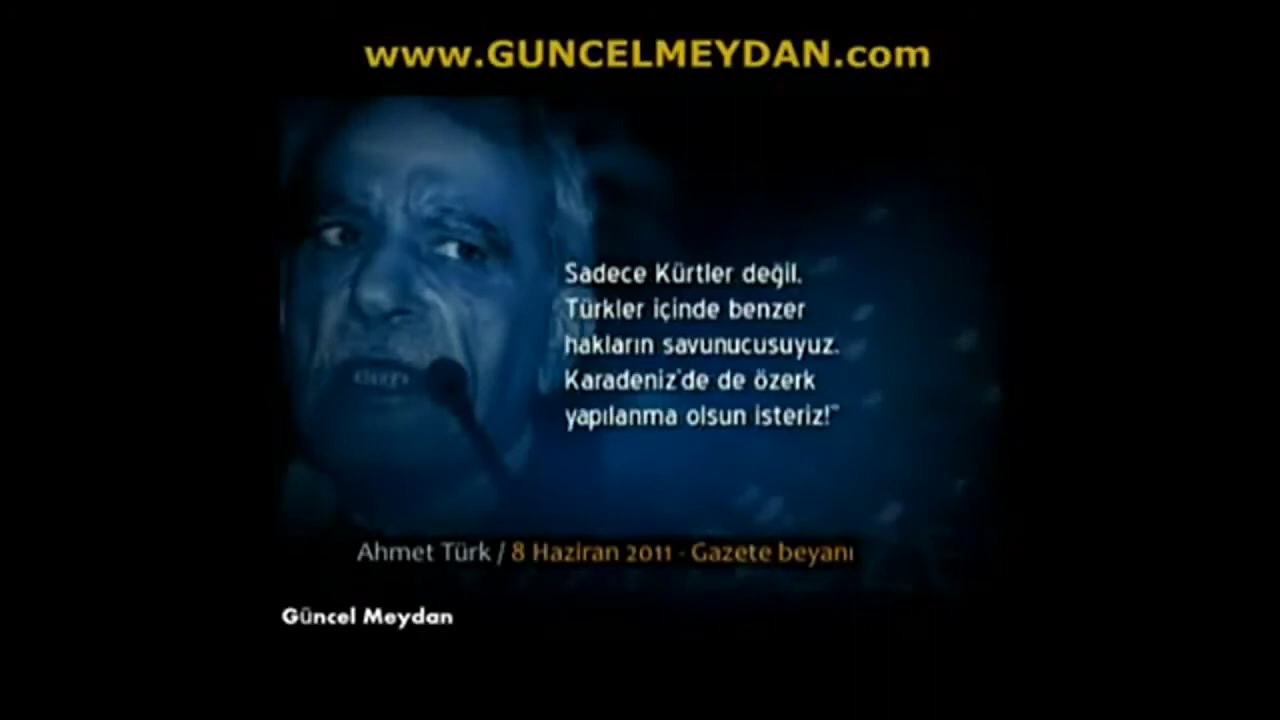 www.GUNCELMEYDAN.com
Sadece Kürtler değil.
Türkler içinde benzer
hakların savunucusuyuz.
Karadeniz'de de özerk
yapılanma olsun isteriz!"
Ahmet Türk / 8 Haziran 2011 - Gazete beyanı
Güncel Meydan